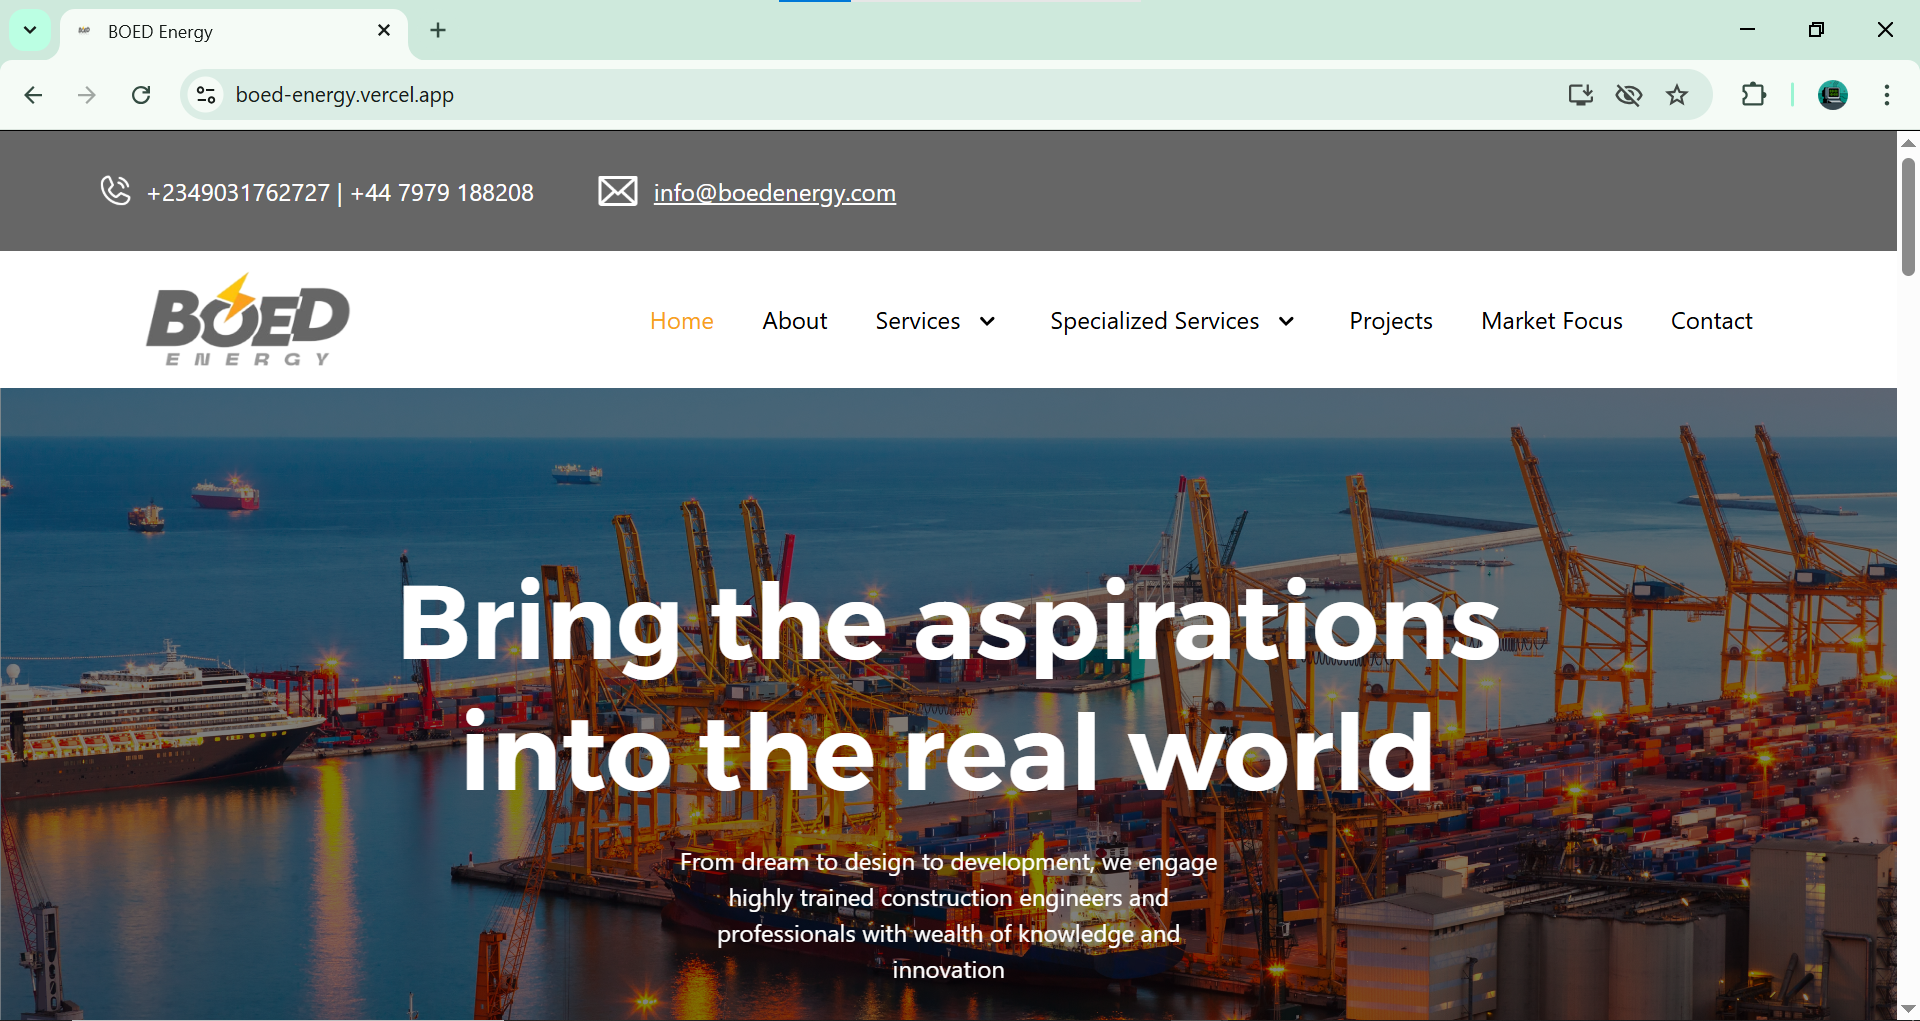 BOED Energy
boed-energy.vercel.app
+2349031762727 | +44 7979 188208
info@boedenergy.com
BOED
ENERGY
Home
About
Services
Specialized Services
Projects
Market Focus
Contact
Bring the aspirations
into the real world
From dream to design to development, we engage
highly trained construction engineers and
professionals with wealth of knowledge and
innovation